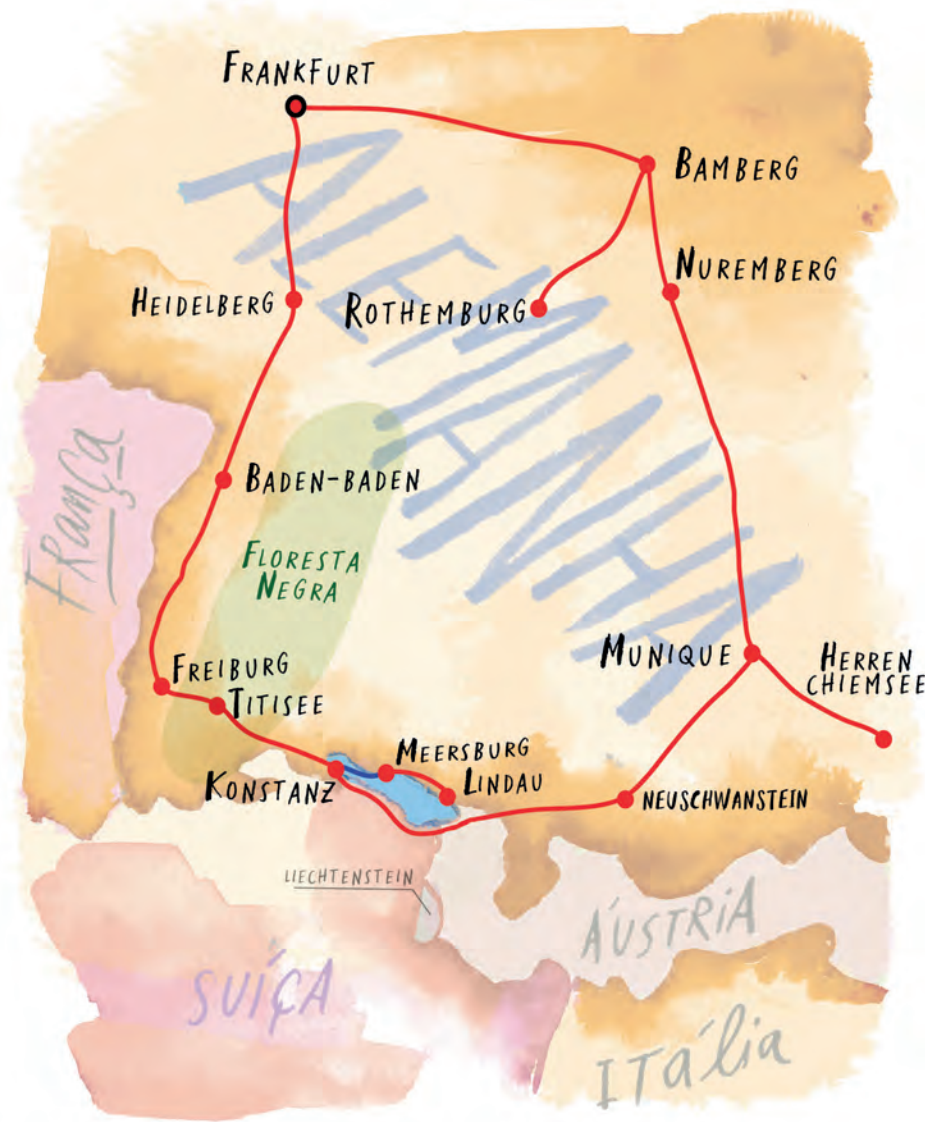 FRANKFURT
BAMBERG
ALEMANHA
NUREMBERG
HEIDELBERG
ROTHEMBURG
FRANÇA
BADEN-BADEN
FLORESTA
NEGRA
FREIBURG
TITISEE
MUNIQUE
HERREN
CHIEMSEE
KONSTANZ
MEERSBURG
LINDAU
NEUSCHWANSTEIN
LIECHTENSTEIN
ÁUSTRIA
SUÍÇA
ITÁLIA